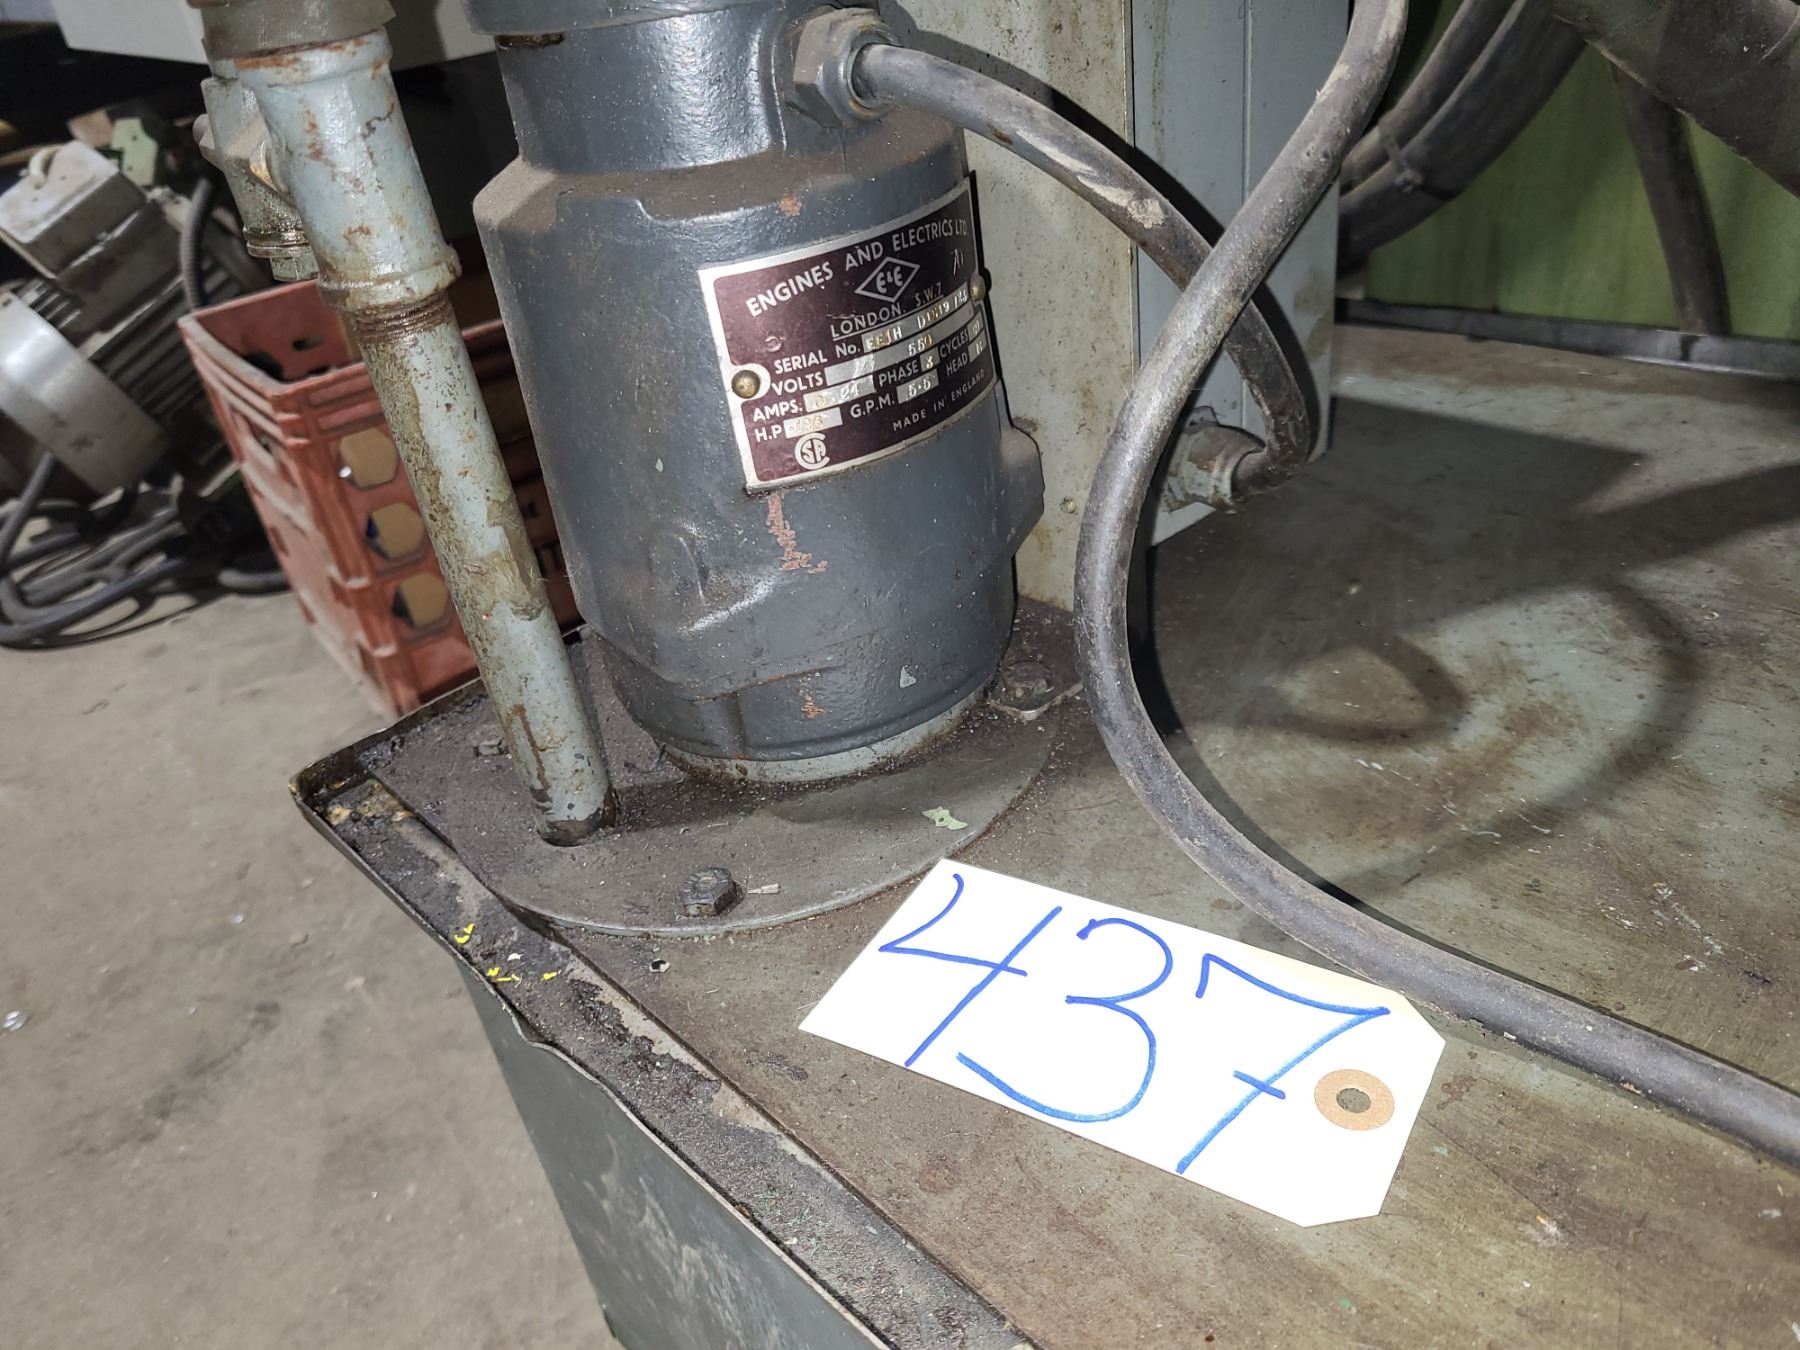 ENGINES AND ELECTRICS LTD
E&E
LONDON. S.W.7
SERIAL No.
VOLTS 550 CYCLES
AMPS. PHASE 3 HEAD
H.P G.P.M. 5·5
MADE IN ENGLAND
CSA
437